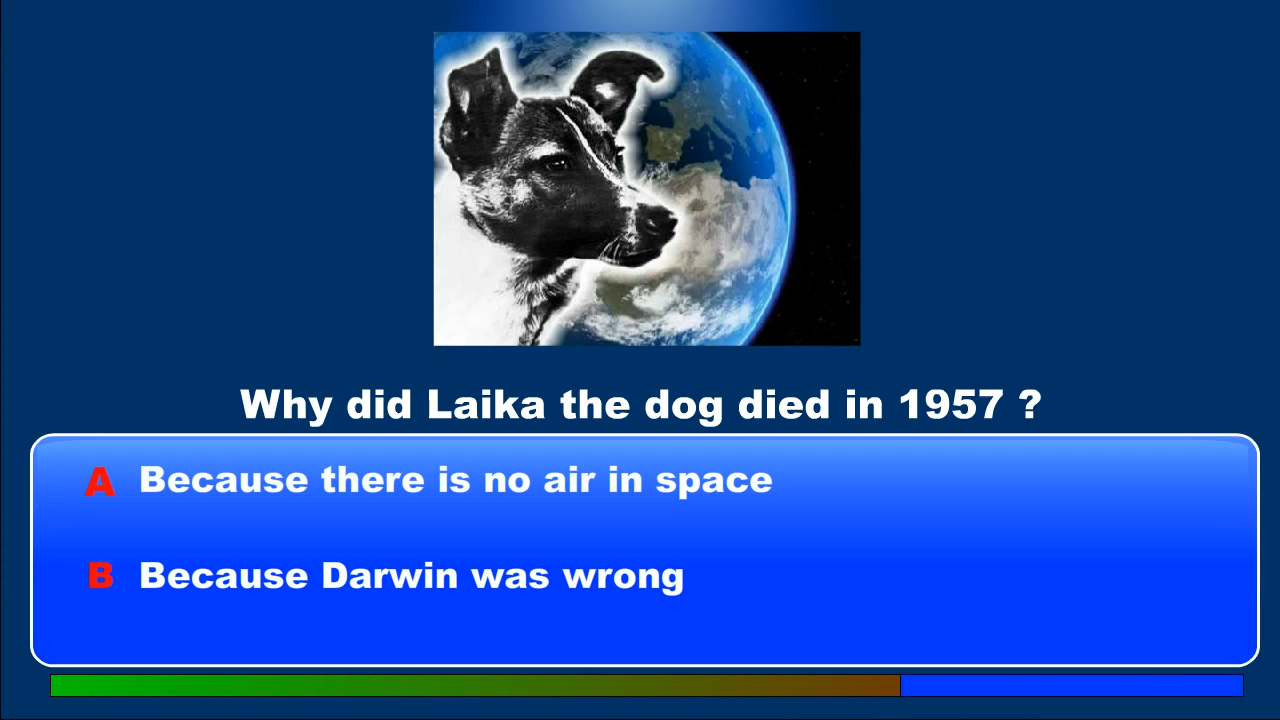 Why did Laika the dog died in 1957 ?
A Because there is no air in space
B Because Darwin was wrong